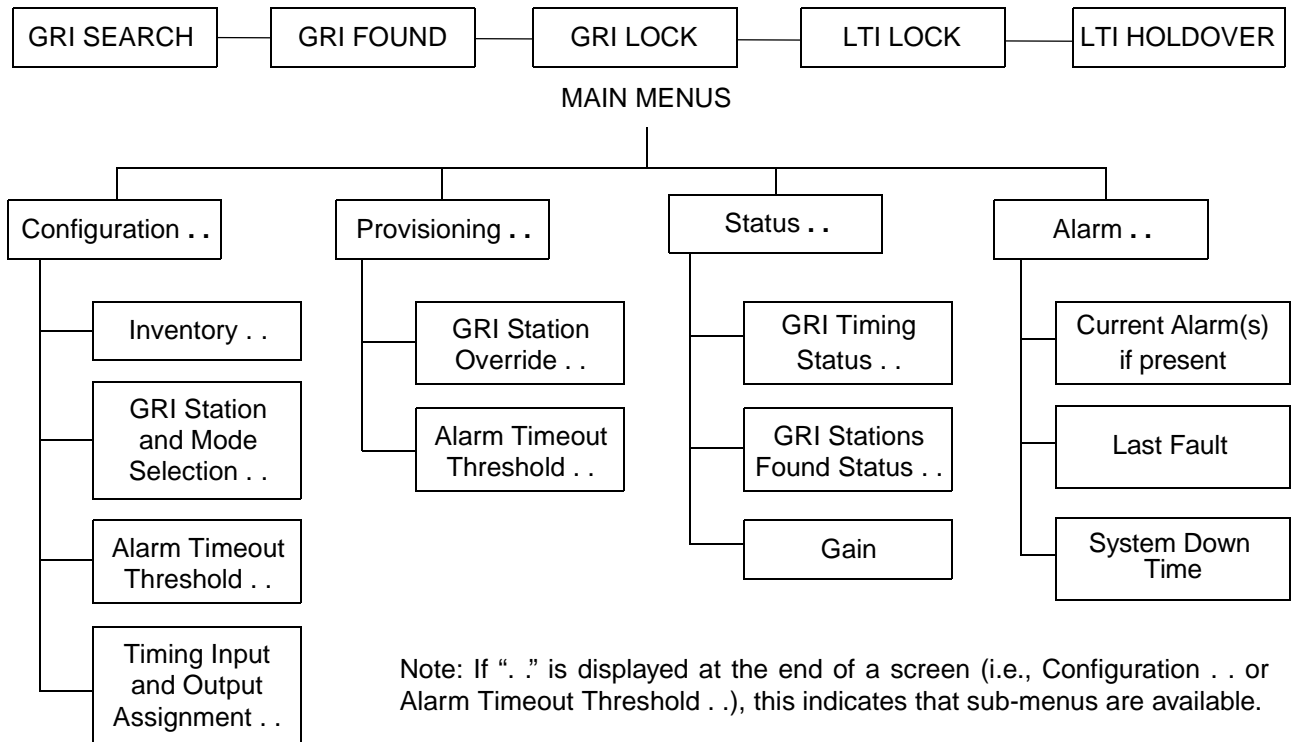 GRI SEARCH
GRI FOUND
GRI LOCK
LTI LOCK
LTI HOLDOVER
MAIN MENUS
Configuration . .
Provisioning . .
Status . .
Alarm . .
Inventory . .
GRI Station
and Mode
Selection . .
Alarm Timeout
Threshold . .
Timing Input
and Output
Assignment . .
GRI Station
Override . .
Alarm Timeout
Threshold . .
GRI Timing
Status . .
GRI Stations
Found Status . .
Gain
Current Alarm(s)
if present
Last Fault
System Down
Time
Note: If “. .” is displayed at the end of a screen (i.e., Configuration . . or
Alarm Timeout Threshold . .), this indicates that sub-menus are available.